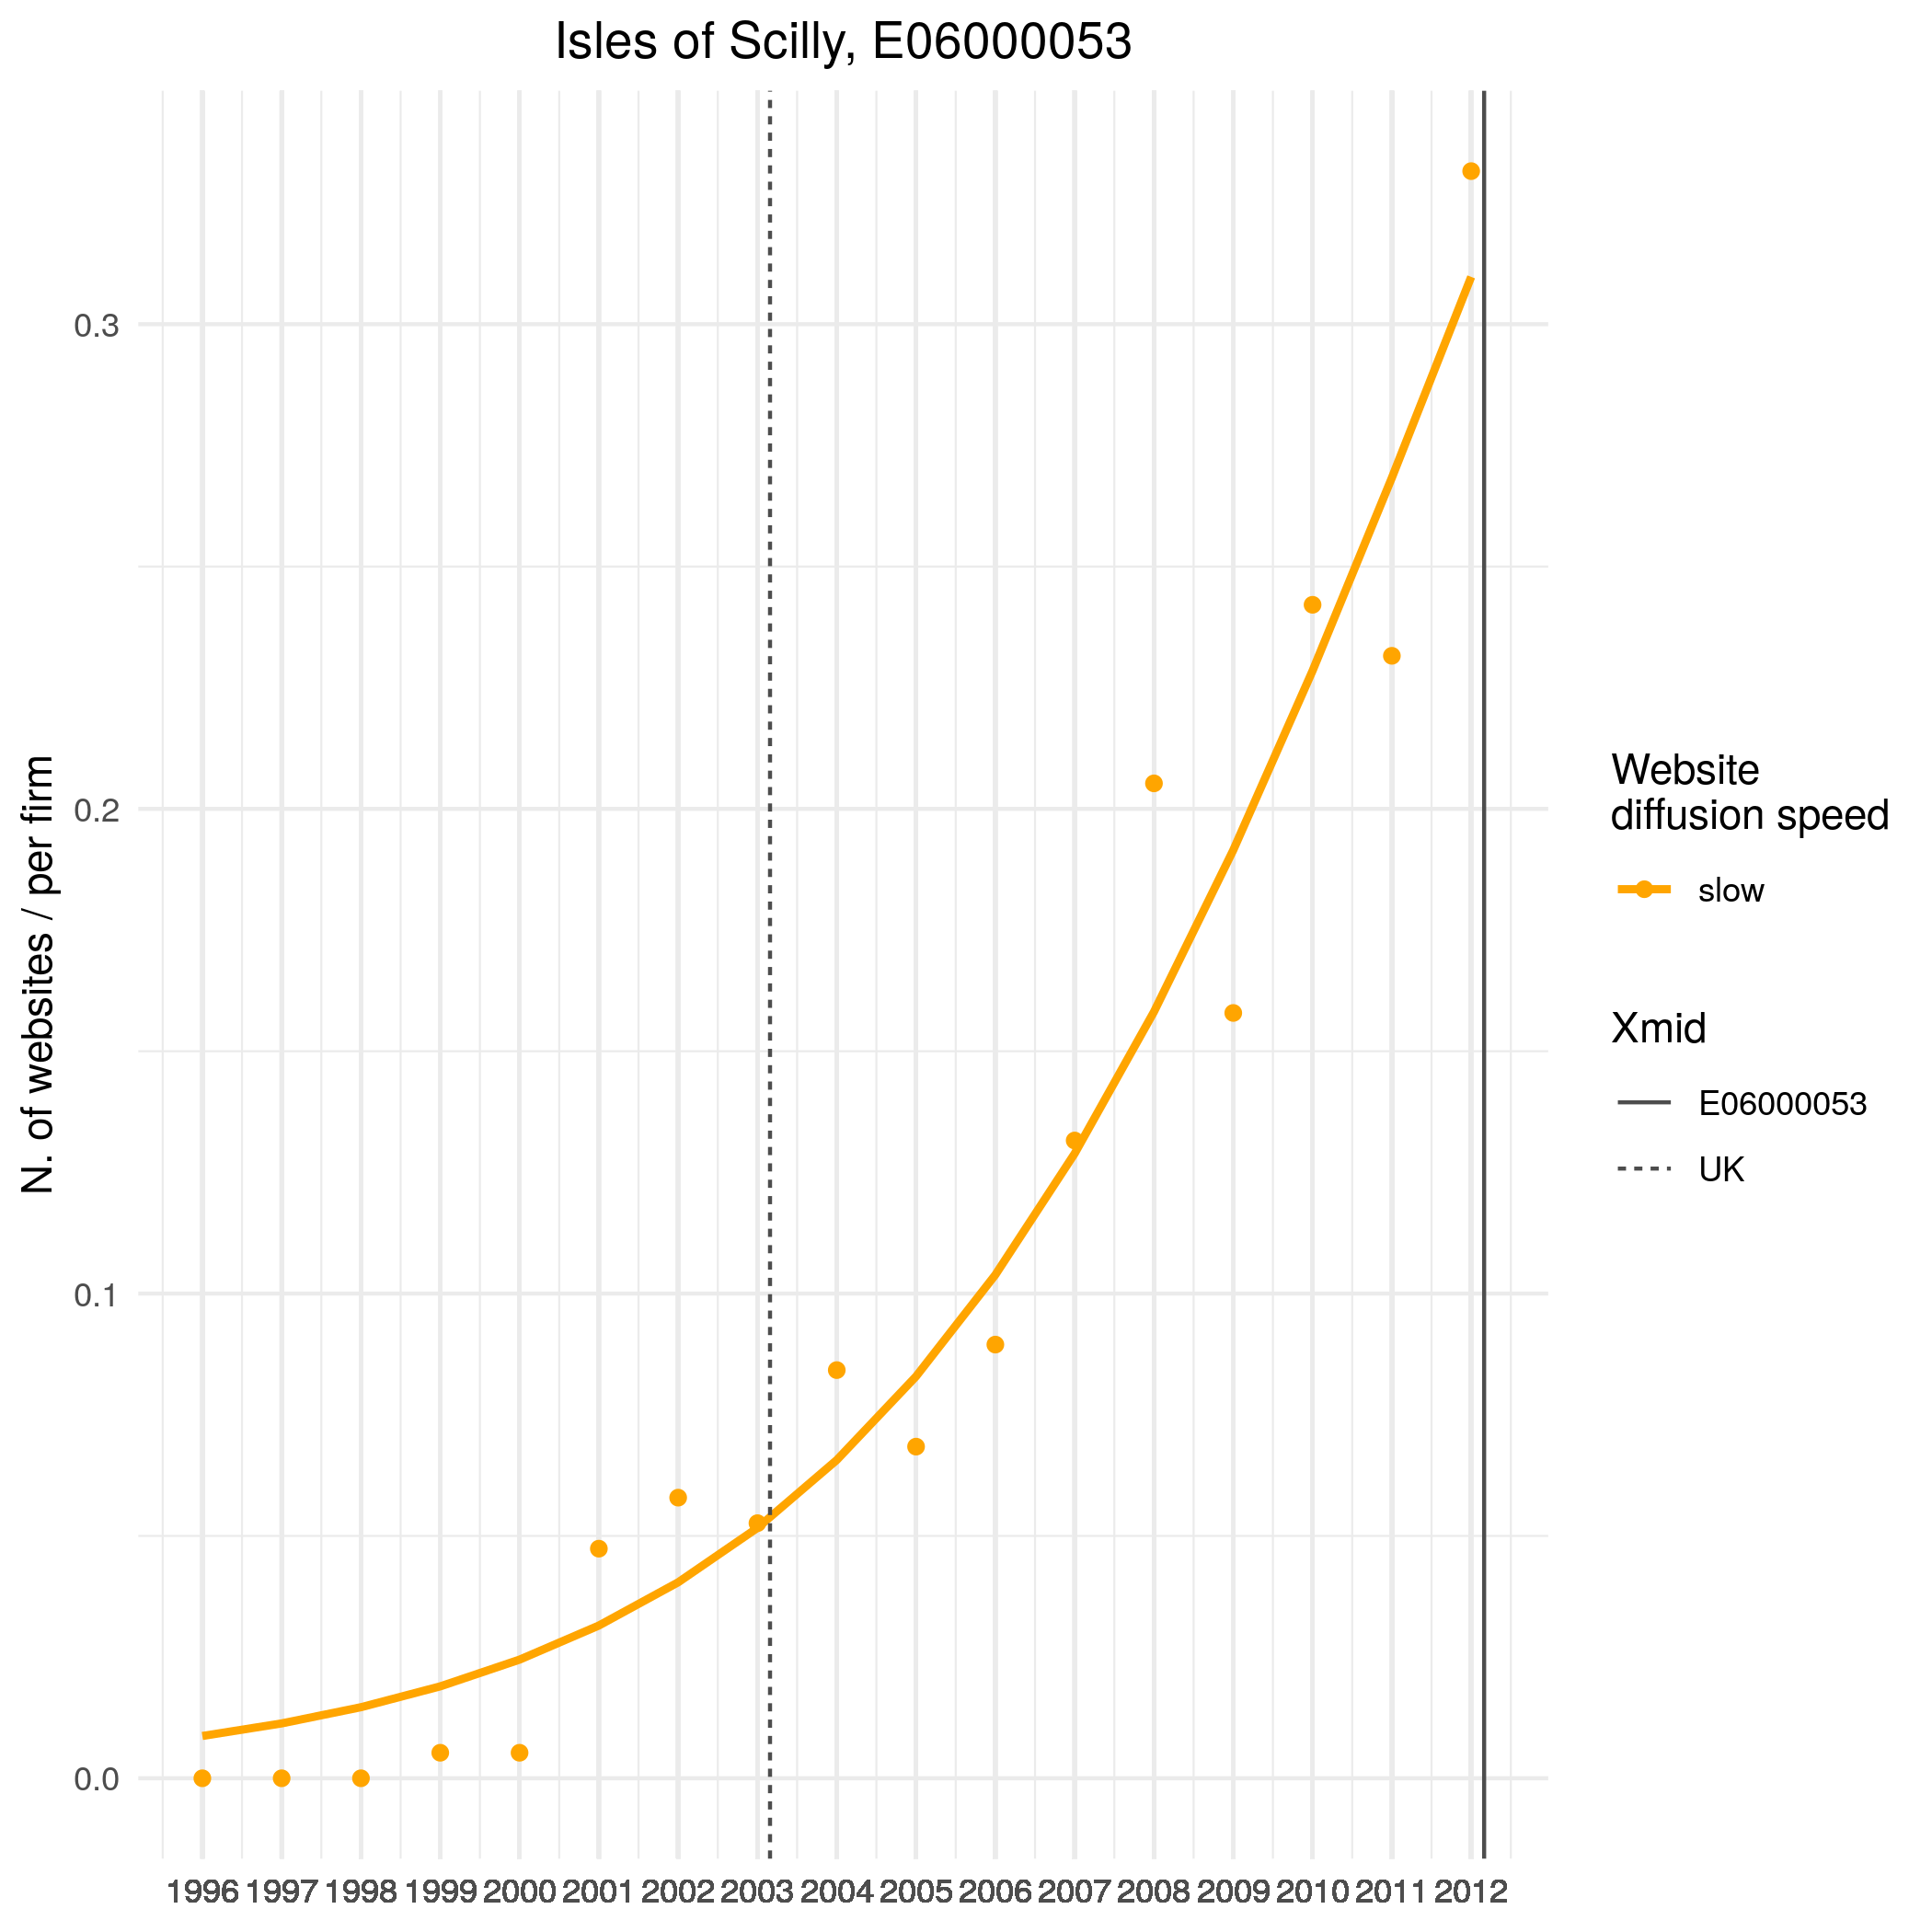 Isles of Scilly, E06000053
N. of websites / per firm
0.3
0.2
0.1
0.0
1996 1997 1998 1999 2000 2001 2002 2003 2004 2005 2006 2007 2008 2009 2010 2011 2012
Website
diffusion speed
slow
Xmid
E06000053
UK